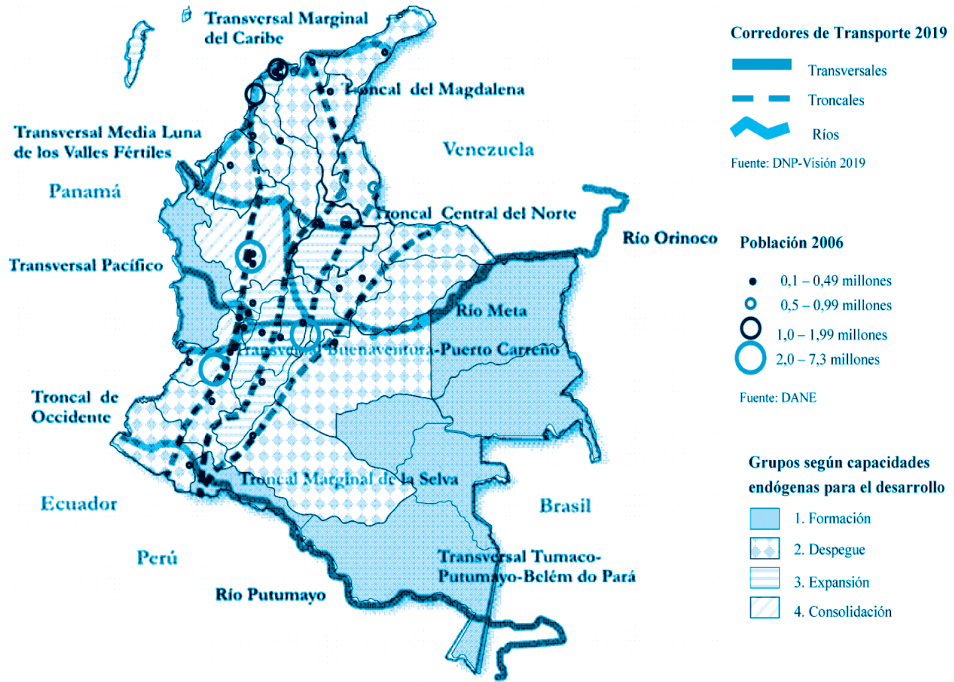 Transversal Marginal
del Caribe
Troncal del Magdalena
Transversal Media Luna
de los Valles Fértiles
Venezuela
Panamá
Troncal Central del Norte
Río Orinoco
Transversal Pacífico
Río Meta
Transversal Buenaventura-Puerto Carreño
Troncal de
Occidente
Troncal Marginal de la Selva
Ecuador
Brasil
Perú
Transversal Tumaco-
Putumayo-Belém do Pará
Río Putumayo
Corredores de Transporte 2019
Transversales
Troncales
Ríos
Fuente: DNP-Visión 2019
Población 2006
0,1 – 0,49 millones
0,5 – 0,99 millones
1,0 – 1,99 millones
2,0 – 7,3 millones
Fuente: DANE
Grupos según capacidades
endógenas para el desarrollo
1. Formación
2. Despegue
3. Expansión
4. Consolidación